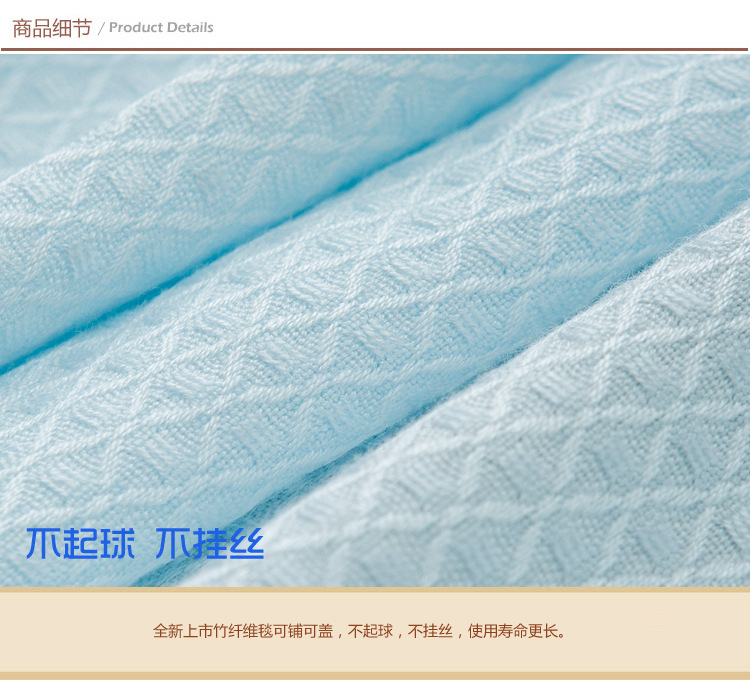 商品细节 / Product Details
不起球 不挂丝
全新上市竹纤维毯可铺可盖，不起球，不挂丝，使用寿命更长。